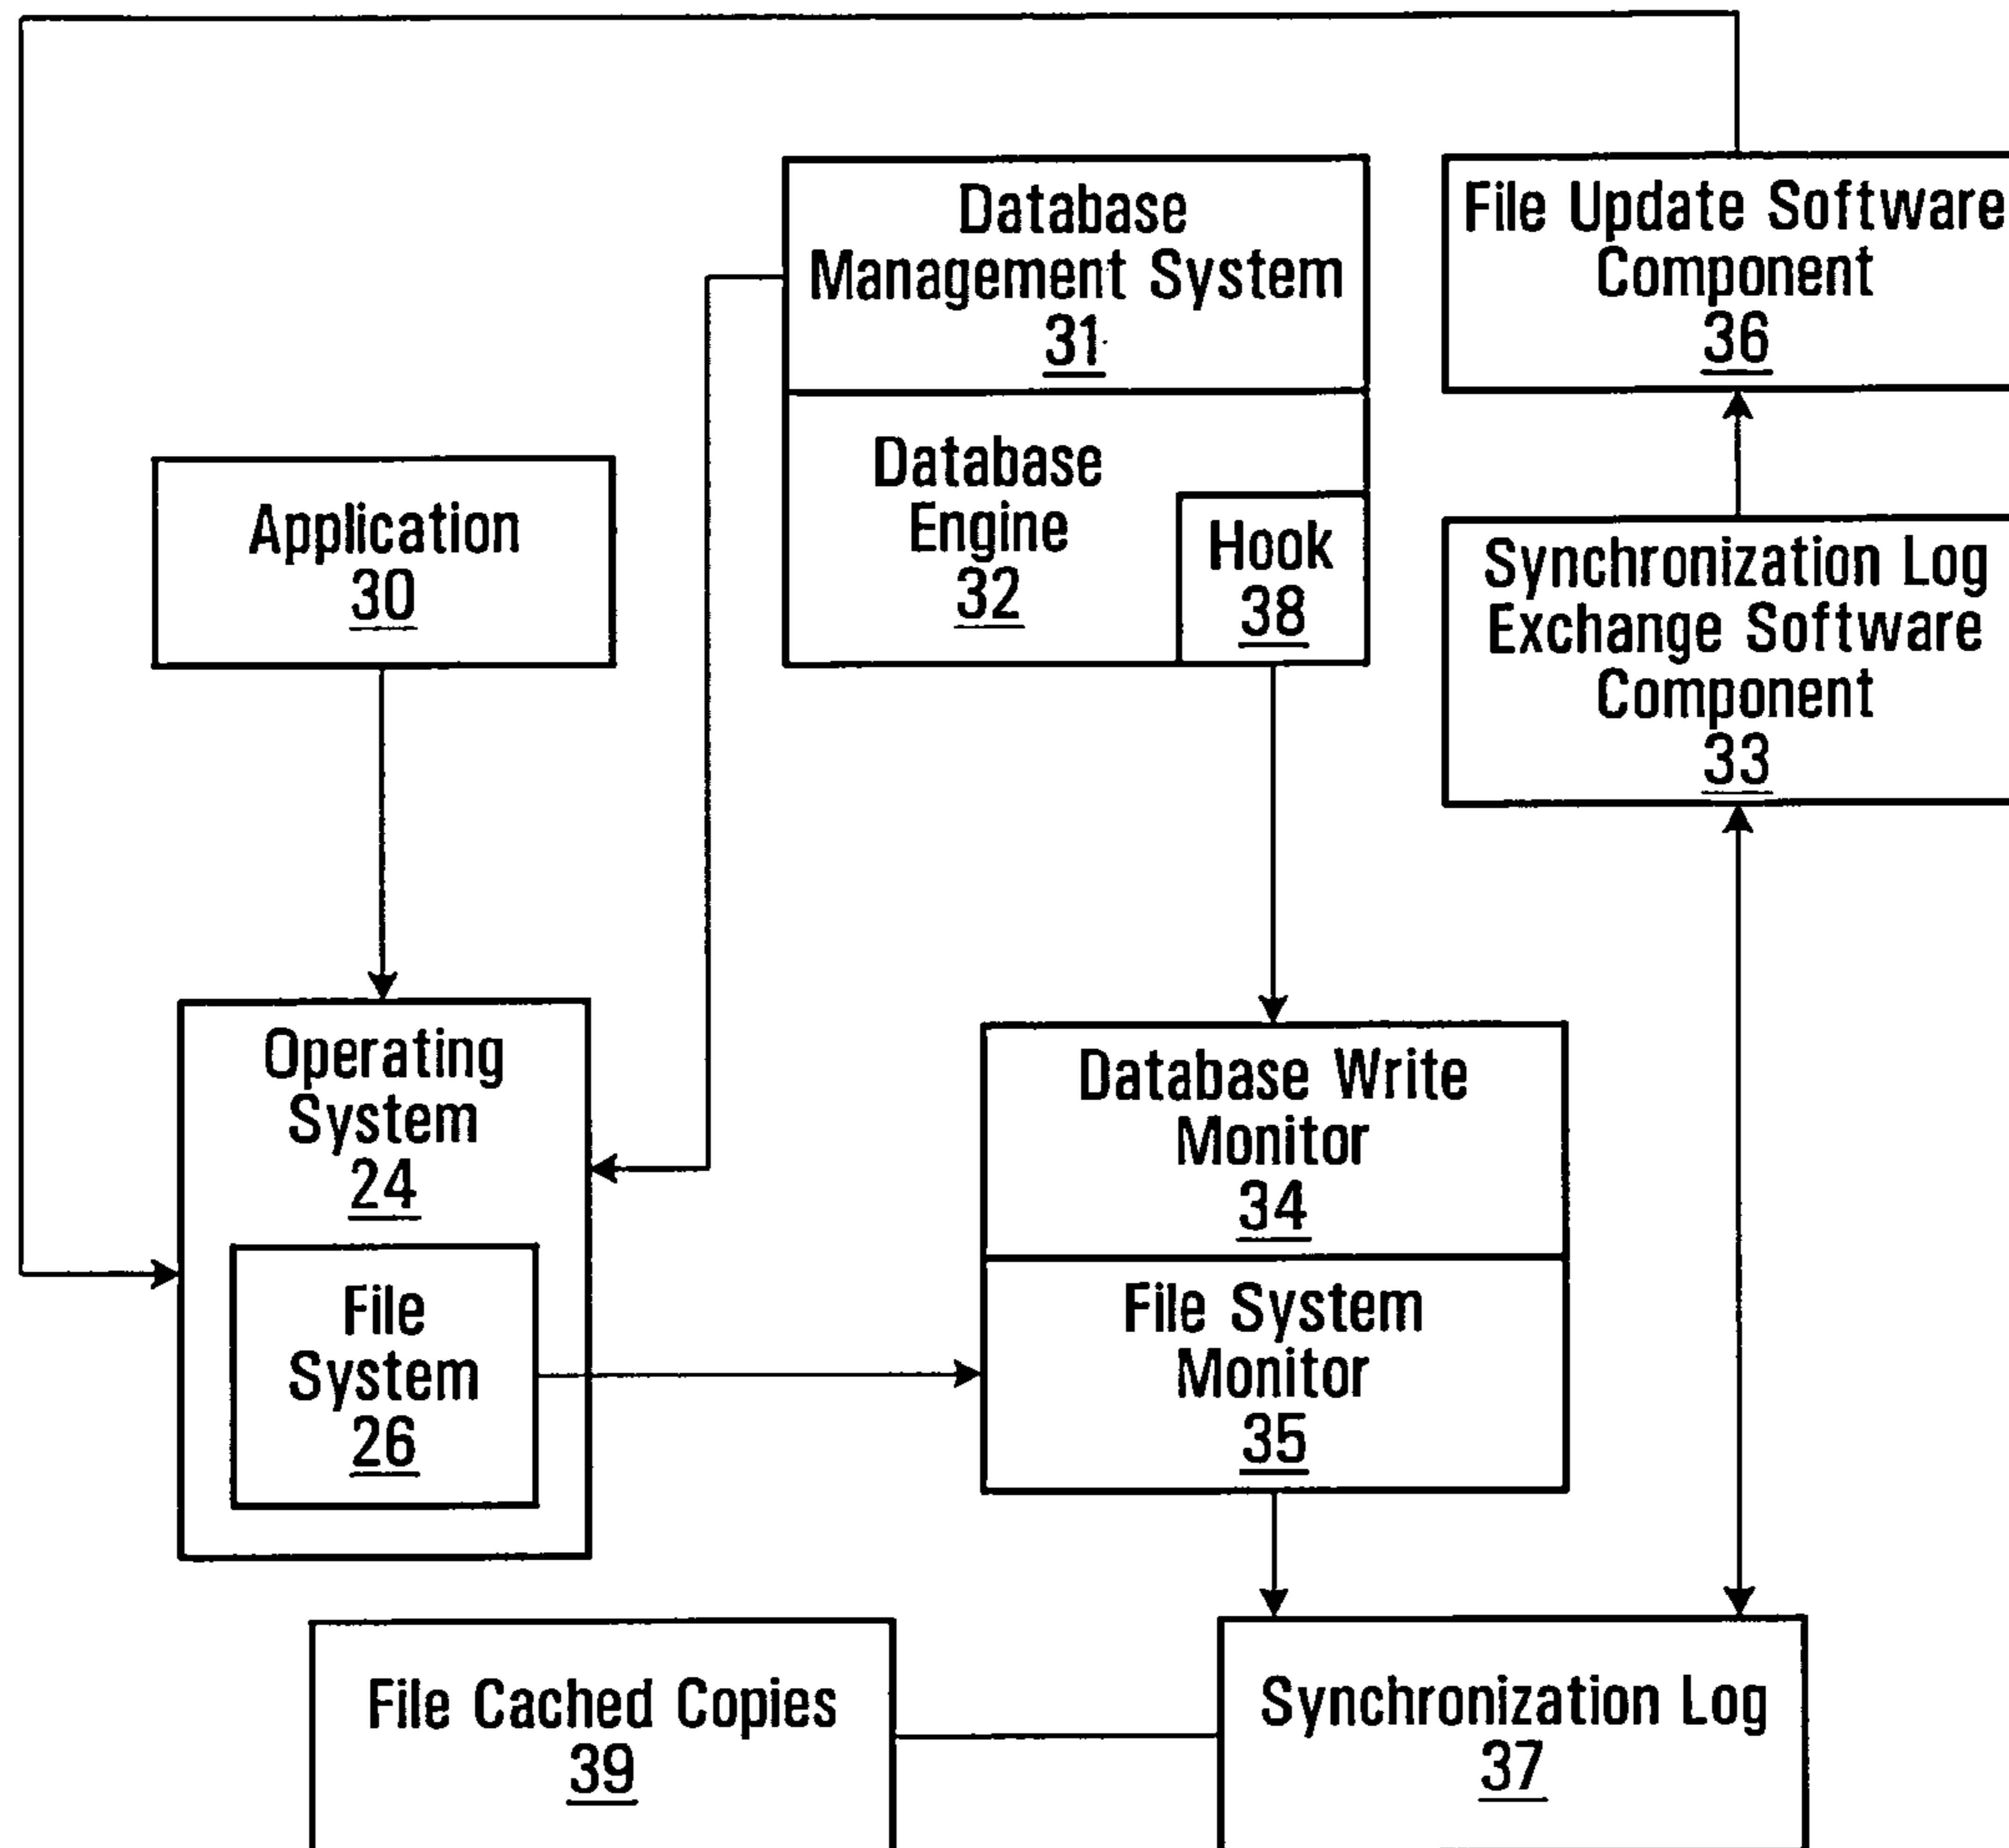 Database
Management System
31
File Update Software
Component
36
Database
Engine
32
Hook
38
Application
30
Synchronization Log
Exchange Software
Component
33
Operating
System
24
File
System
26
Database Write
Monitor
34
File System
Monitor
35
File Cached Copies
39
Synchronization Log
37